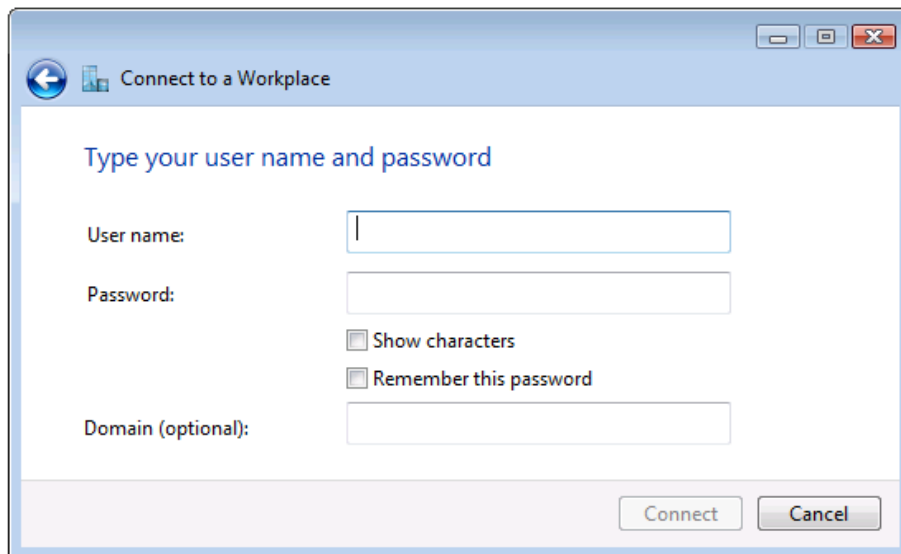 Connect to a Workplace
Type your user name and password
User name:
Password:
Show characters
Remember this password
Domain (optional):
Connect Cancel